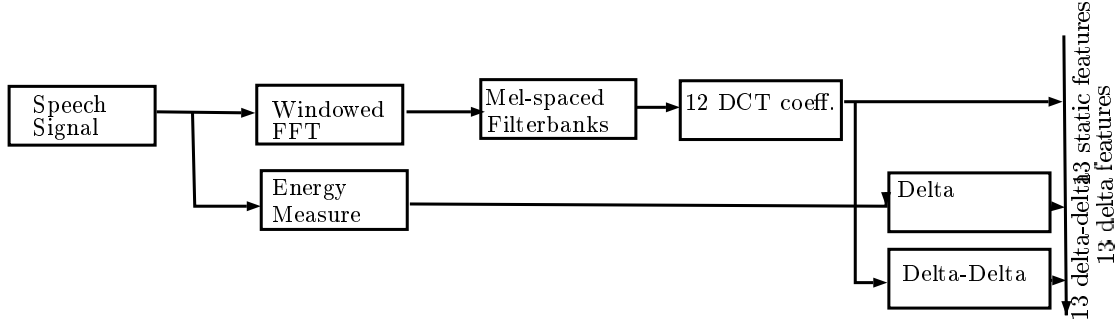 Speech
Signal
Windowed
FFT
Mel-spaced
Filterbanks
12 DCT coeff.
Energy
Measure
Delta
Delta-Delta
13 static features
13 delta features
13 delta-delta